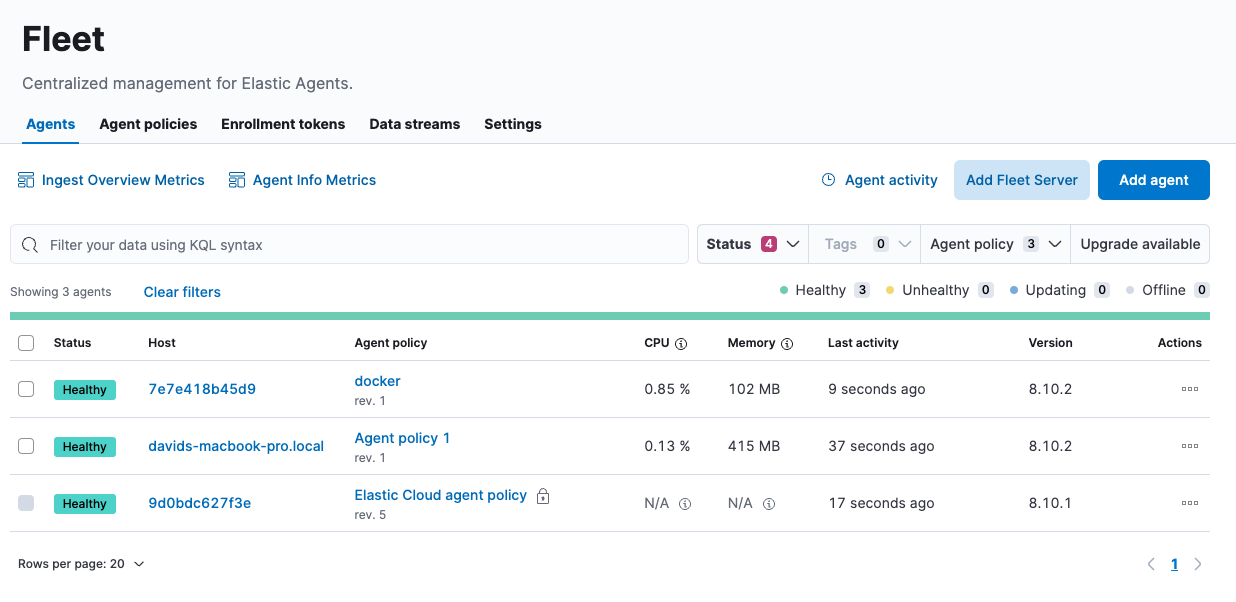 Fleet
Centralized management for Elastic Agents.
Agents Agent policies Enrollment tokens Data streams Settings
Ingest Overview Metrics Agent Info Metrics Agent activity Add Fleet Server Add agent
Filter your data using KQL syntax Status 4 Tags 0 Agent policy 3 Upgrade available
Showing 3 agents Clear filters Healthy 3 Unhealthy 0 Updating 0 Offline 0
Status Host Agent policy CPU Memory Last activity Version Actions
Healthy 7e7e418b45d9 docker 0.85 % 102 MB 9 seconds ago 8.10.2
rev. 1
Healthy davids-macbook-pro.local Agent policy 1 0.13 % 415 MB 37 seconds ago 8.10.2
rev. 1
Healthy 9d0bdc627f3e Elastic Cloud agent policy N/A N/A 17 seconds ago 8.10.1
rev. 5
Rows per page: 20 1